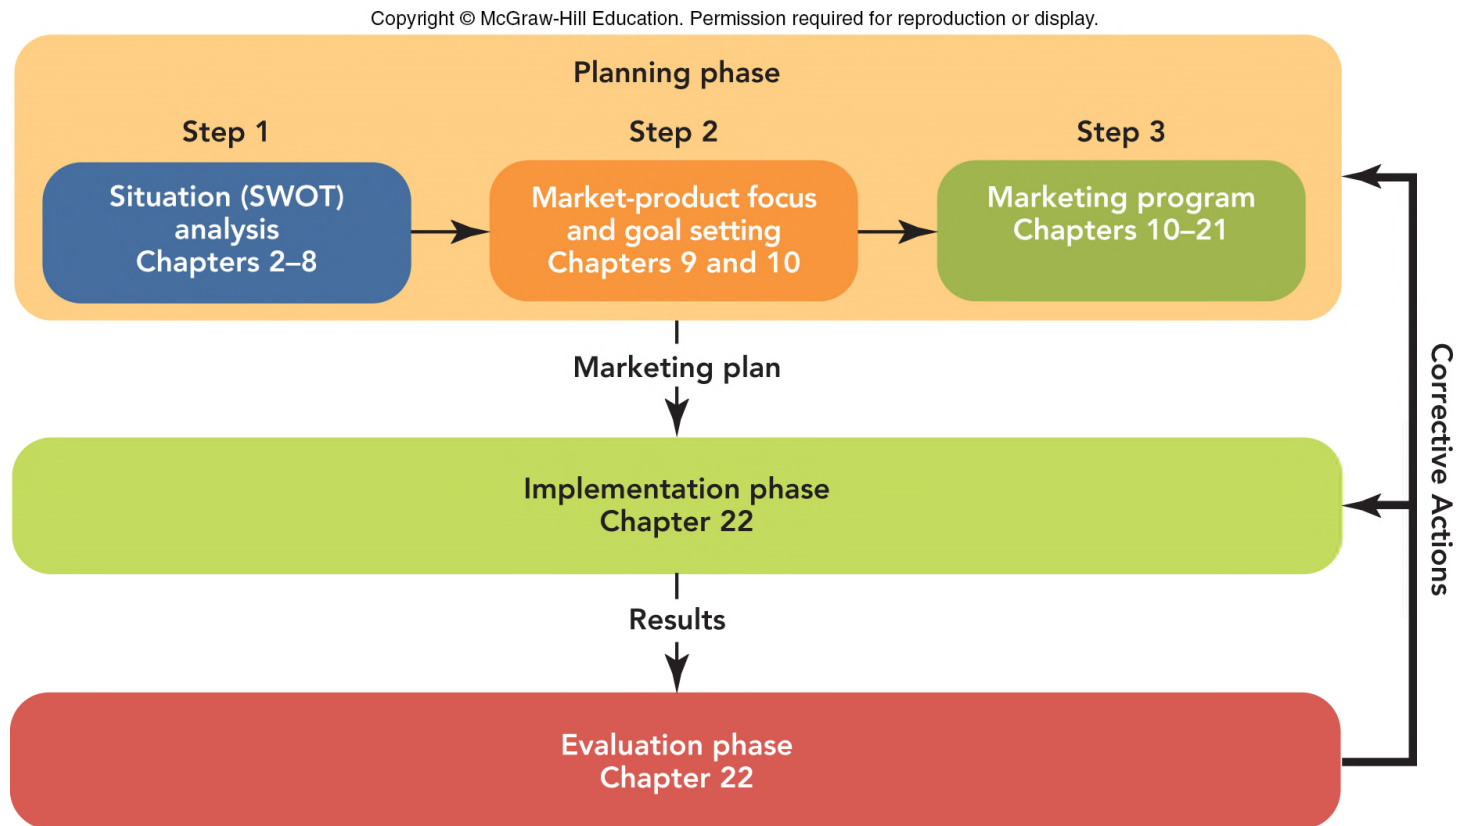 Copyright © McGraw-Hill Education. Permission required for reproduction or display.
Planning phase
Step 1
Situation (SWOT)
analysis
Chapters 2–8
Step 2
Market-product focus
and goal setting
Chapters 9 and 10
Step 3
Marketing program
Chapters 10–21
Marketing plan
Implementation phase
Chapter 22
Results
Evaluation phase
Chapter 22
Corrective Actions